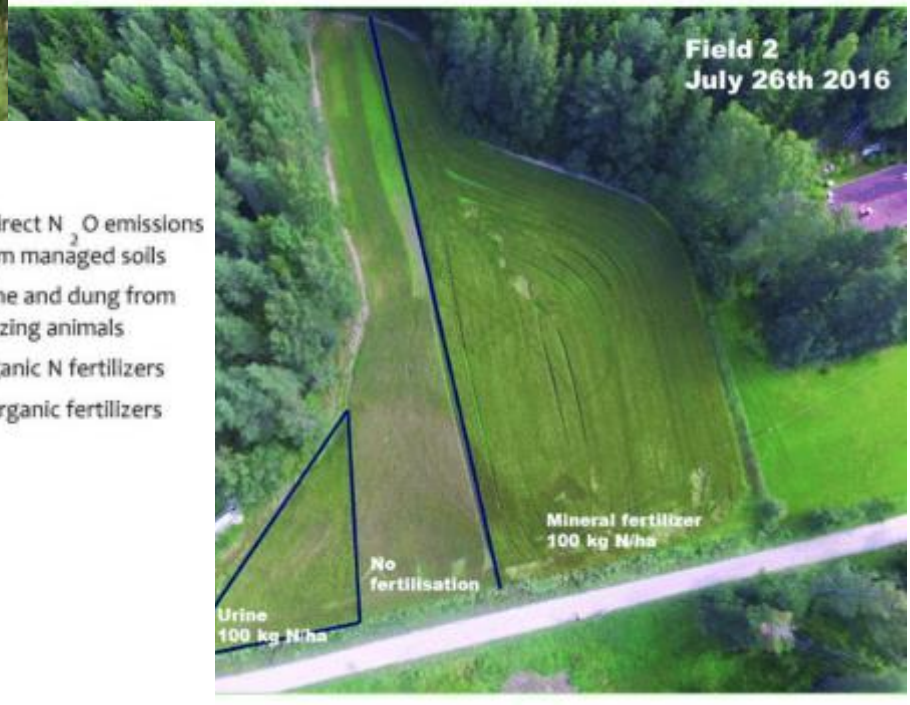 Field 2
July 26th 2016
irect N₂O emissions
m managed soils
ne and dung from
zing animals
ganic N fertilizers
rganic fertilizers
Mineral fertilizer
100 kg N/ha
No
fertilisation
Urine
100 kg N/ha